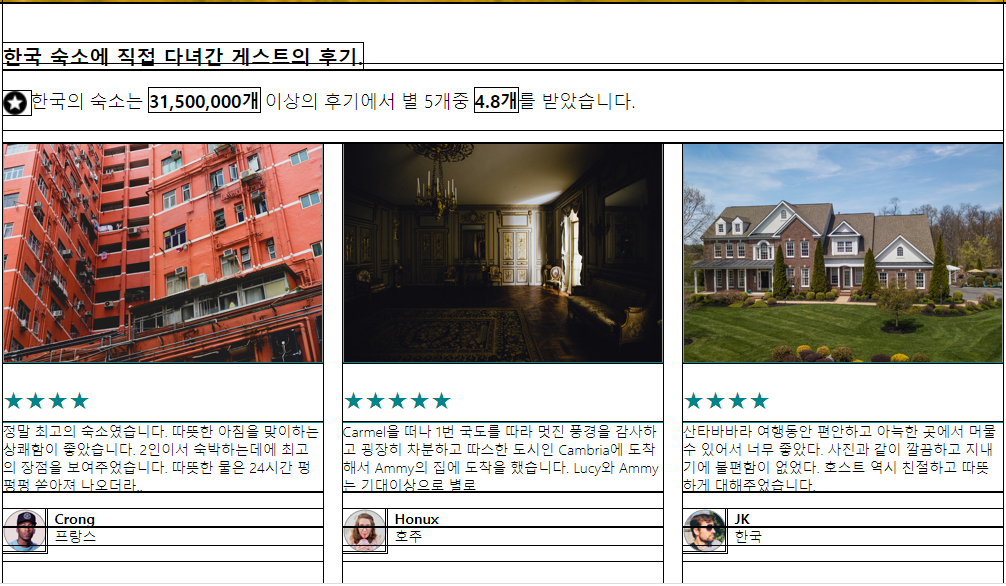 한국 숙소에 직접 다녀간 게스트의 후기.
한국의 숙소는 31,500,000개 이상의 후기에서 별 5개중 4.8개를 받았습니다.
★★★★
정말 최고의 숙소였습니다. 따뜻한 아침을 맞이하는
상쾌함이 좋았습니다. 2인이서 숙박하는데에 최고
의 장점을 보여주었습니다. 따뜻한 물은 24시간 펑
펑펑 쏟아져 나오더라..
Crong
프랑스
★★★★★
Carmel을 떠나 1번 국도를 따라 멋진 풍경을 감사하
고 굉장히 차분하고 따스한 도시인 Cambria에 도착
해서 Ammy의 집에 도착을 했습니다. Lucy와 Ammy
는 기대이상으로 별로
Honux
호주
★★★★
산타바바라 여행동안 편안하고 아늑한 곳에서 머물
수 있어서 너무 좋았다. 사진과 같이 깔끔하고 지내
기에 불편함이 없었다. 호스트 역시 친절하고 따뜻
하게 대해주었습니다.
JK
한국